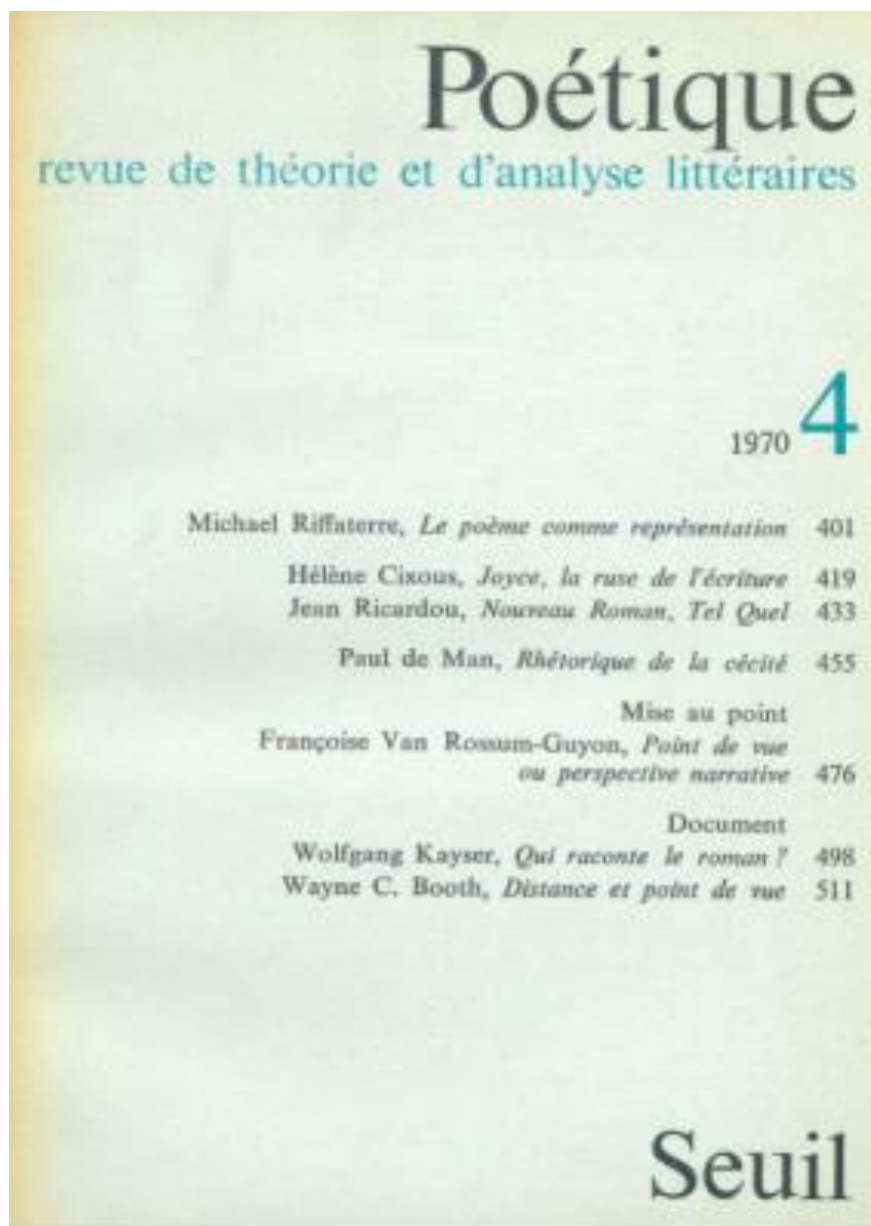 Poétique
revue de théorie et d'analyse littéraires
1970 4
Michael Riffaterre, Le poème comme représentation 401
Hélène Cixous, Joyce, la ruse de l'écriture 419
Jean Ricardou, Nouveau Roman, Tel Quel 433
Paul de Man, Rhétorique de la cécité 455
Mise au point
Françoise Van Rossum-Guyon, Point de vue
ou perspective narrative 476
Document
Wolfgang Kayser, Qui raconte le roman ? 498
Wayne C. Booth, Distance et point de vue 511
Seuil